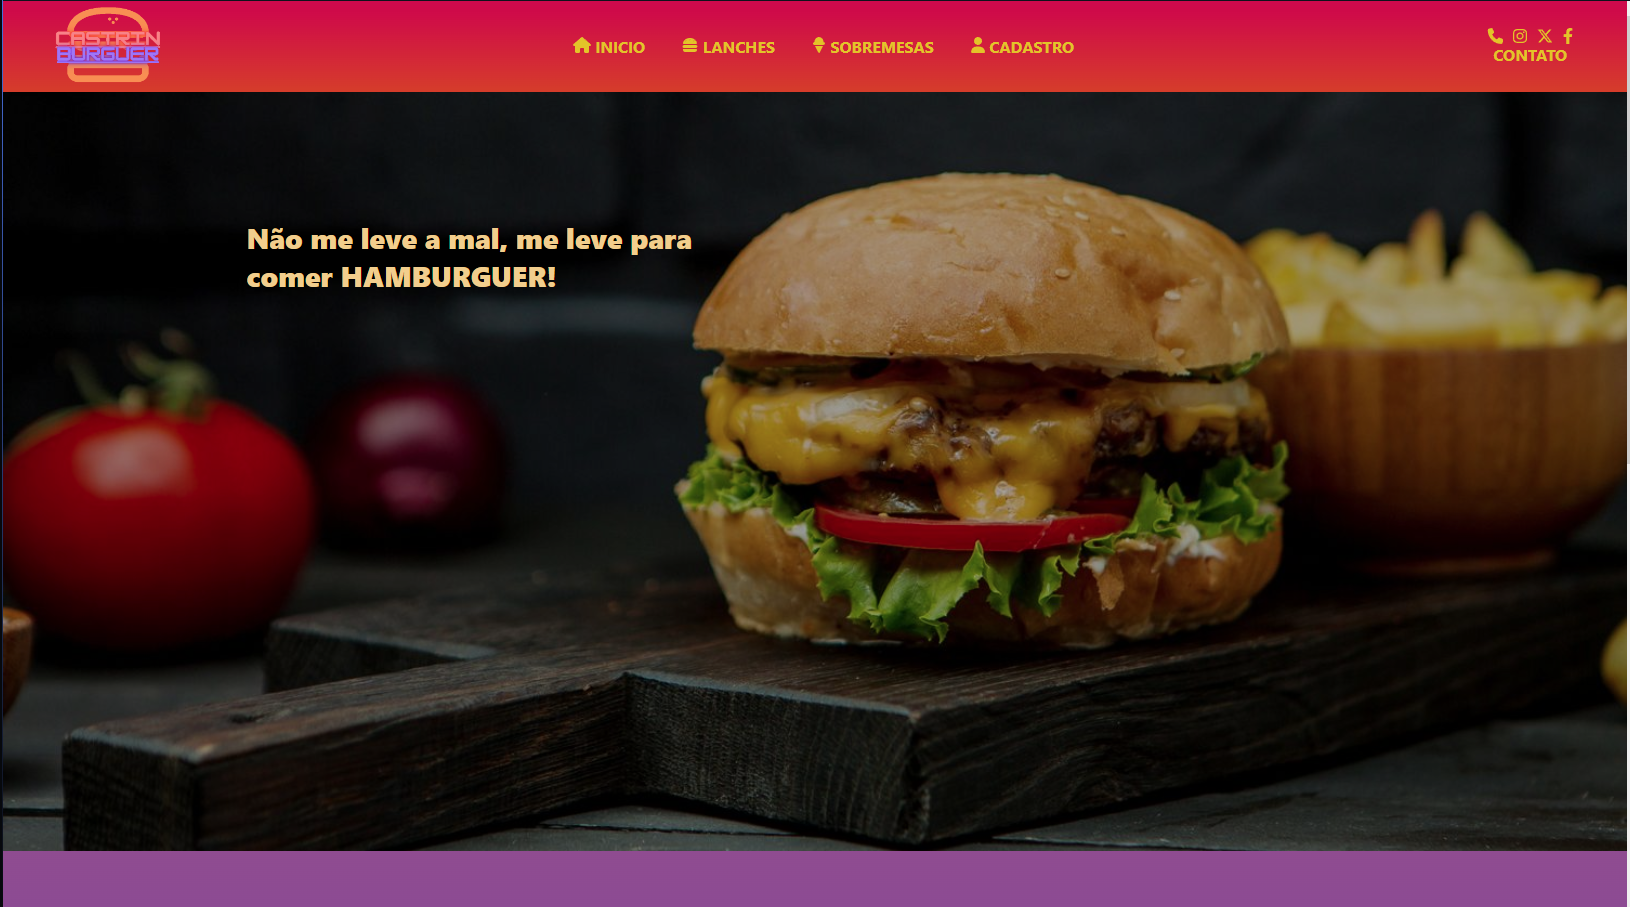 CASTRIN
BURGUER
INICIO
LANCHES
SOBREMESAS
CADASTRO
CONTATO
Não me leve a mal, me leve para
comer HAMBURGUER!